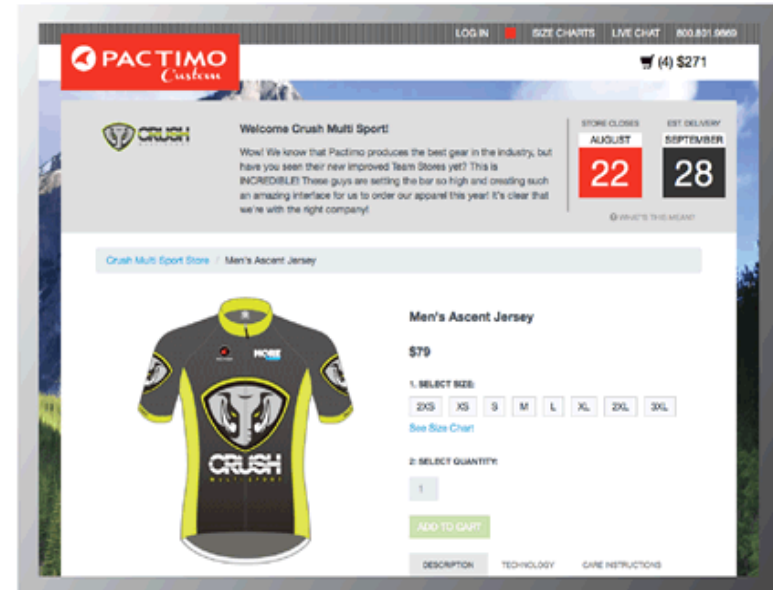 LOG IN SIZE CHARTS LIVE CHAT 800.801.9869
PACTIMO
Custom
(4) $271
CRUSH
Welcome Crush Multi Sport!
Wow! We know that Pactimo produces the best gear in the industry, but
have you seen their new improved Team Stores yet? This is
INCREDIBLE! These guys are setting the bar so high and creating such
an amazing interface for us to order our apparel this year! It's clear that
we're with the right company!
STORE CLOSES
AUGUST
22
EST. DELIVERY
SEPTEMBER
28
WHAT'S THIS MEAN?
Crush Multi Sport Store / Men's Ascent Jersey
CRUSH
MULTI-SPORT
Men's Ascent Jersey
$79
1. SELECT SIZE:
2XS XS S M L XL 2XL 3XL
See Size Chart
2: SELECT QUANTITY:
1
ADD TO CART
DESCRIPTION TECHNOLOGY CARE INSTRUCTIONS